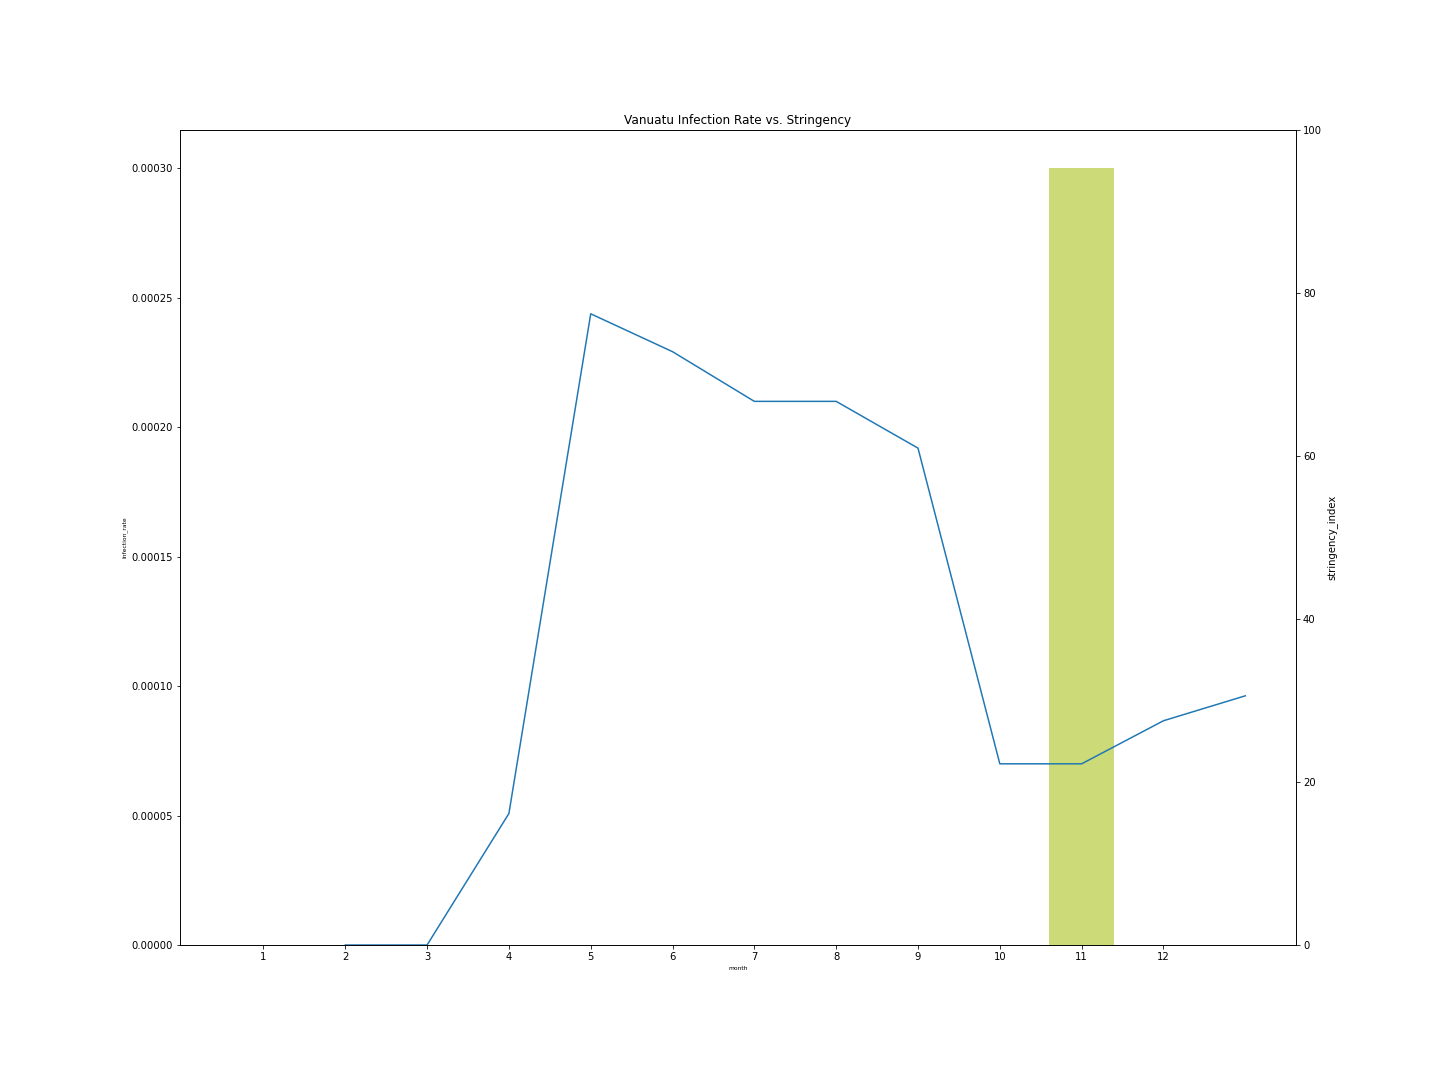 Vanuatu Infection Rate vs. Stringency
0.00030
0.00025
0.00020
0.00015
0.00010
0.00005
0.00000
Infection_rate
100
80
60
40
20
0
stringency_index
1 2 3 4 5 6 7 8 9 10 11 12
month